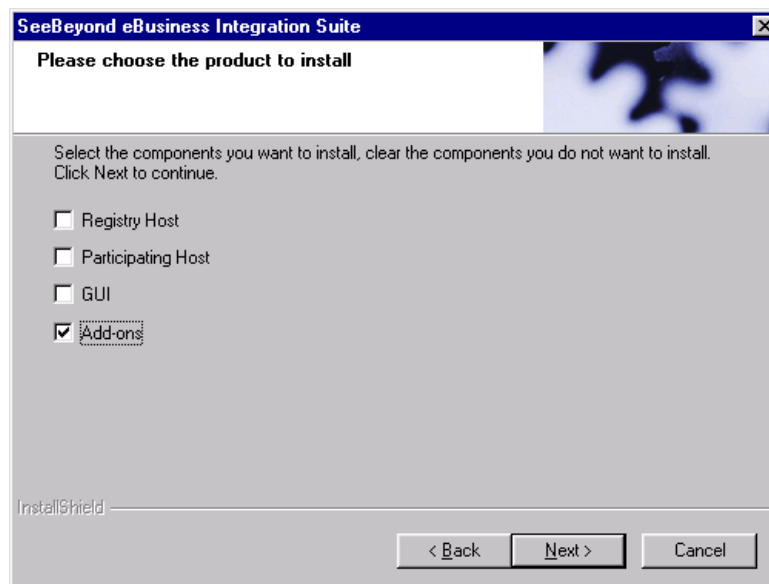 SeeBeyond eBusiness Integration Suite
Please choose the product to install
Select the components you want to install, clear the components you do not want to install.
Click Next to continue.
Registry Host
Participating Host
GUI
Add-ons
InstallShield
< Back
Next >
Cancel